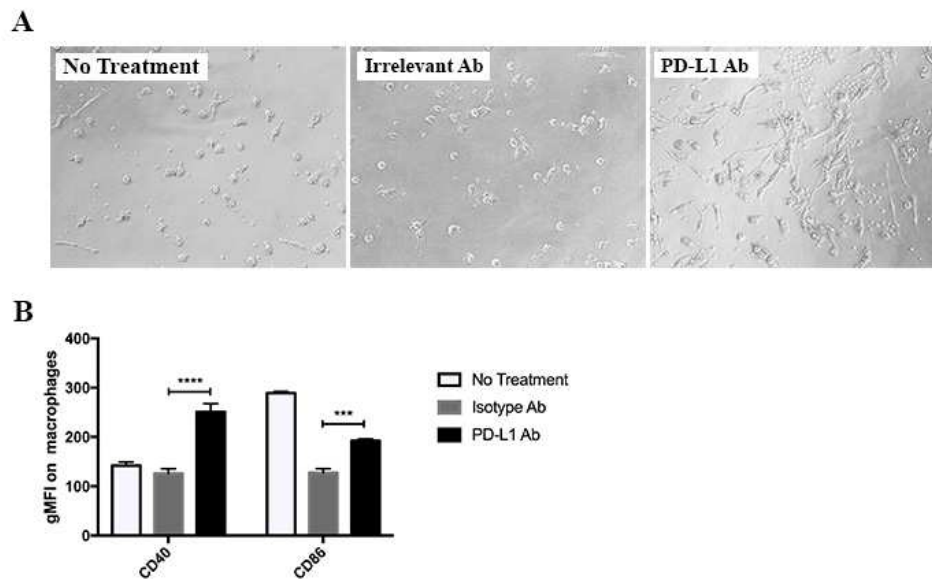 A
No Treatment
Irrelevant Ab
PD-L1 Ab
B
gMFI on macrophages
400
300
200
100
0
****
***
CD40
CD86
No Treatment
Isotype Ab
PD-L1 Ab